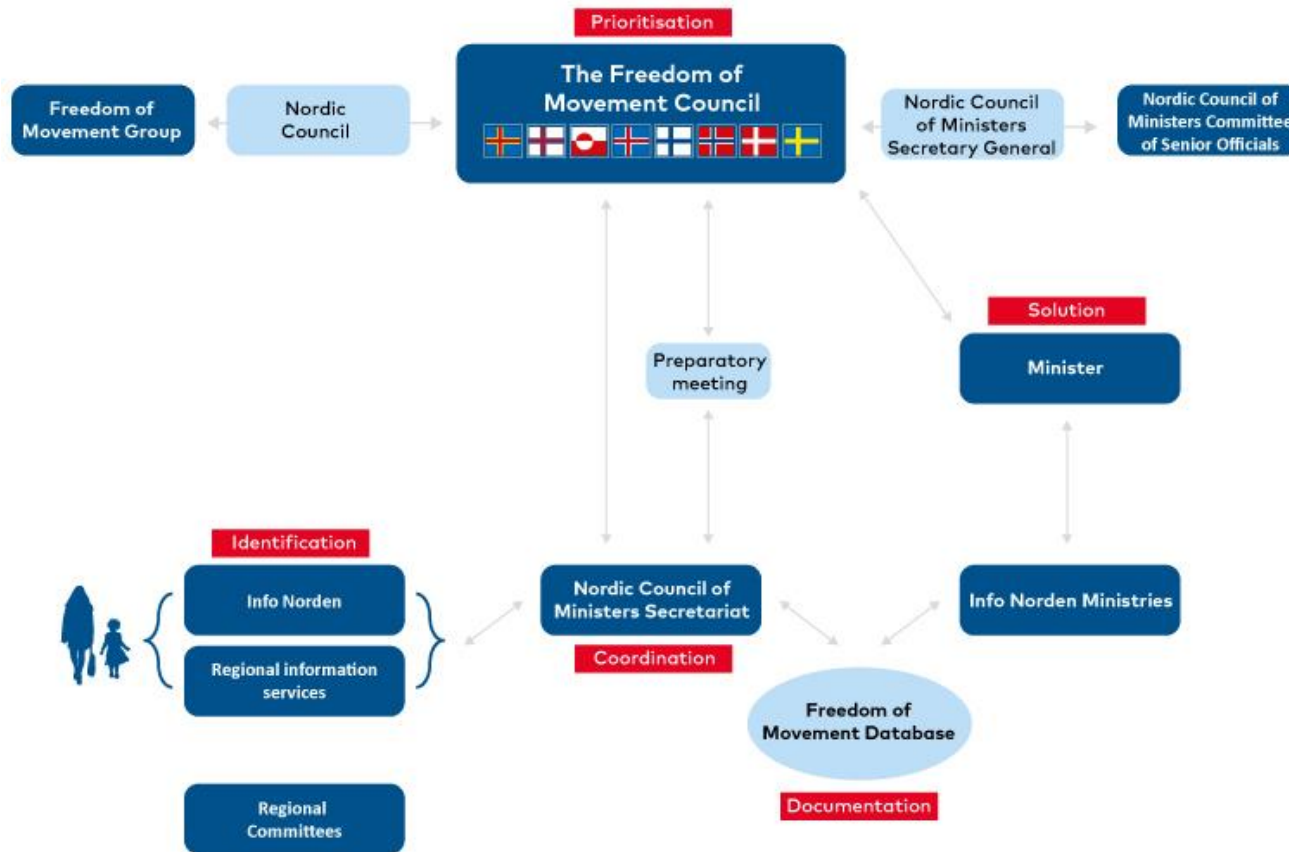 Prioritisation
The Freedom of
Movement Council
Freedom of
Movement Group
Nordic
Council
Nordic Council
of Ministers
Secretary General
Nordic Council of
Ministers Committee
of Senior Officials
Solution
Minister
Preparatory
meeting
Identification
Info Norden
Regional information
services
Nordic Council of
Ministers Secretariat
Coordination
Info Norden Ministries
Freedom of
Movement Database
Documentation
Regional
Committees